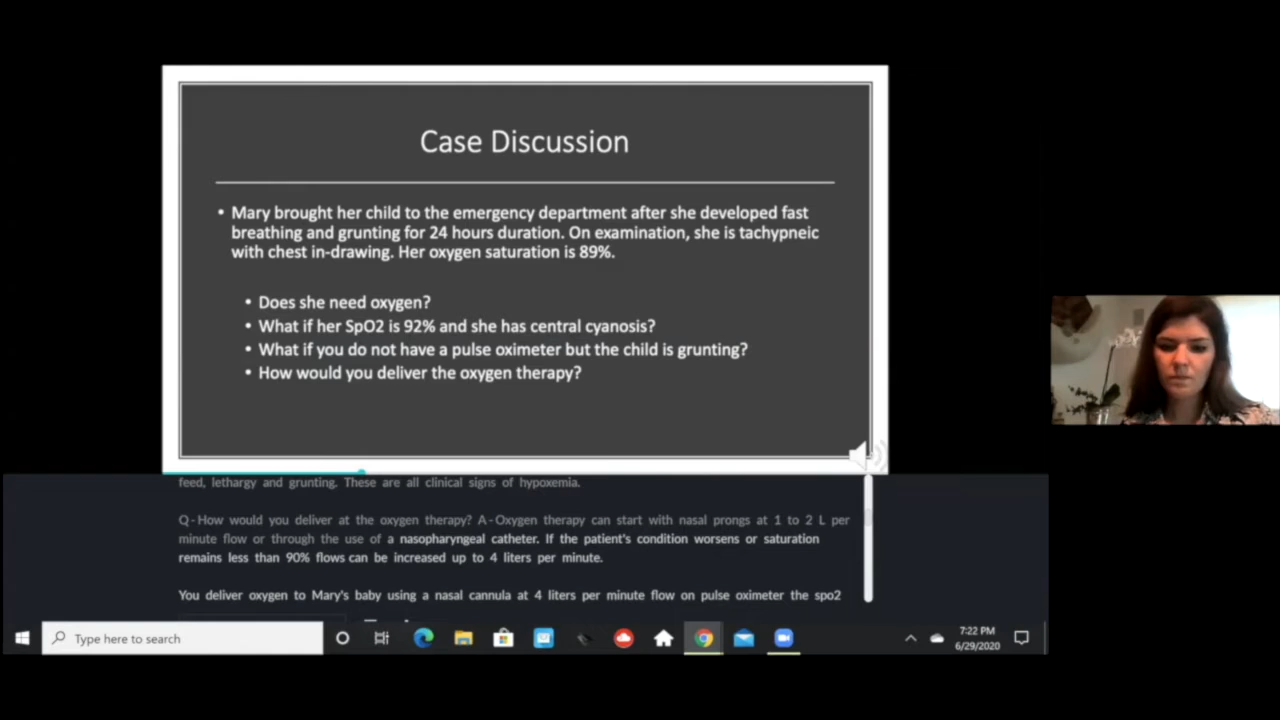 Case Discussion
• Mary brought her child to the emergency department after she developed fast
breathing and grunting for 24 hours duration. On examination, she is tachypneic
with chest in-drawing. Her oxygen saturation is 89%.
• Does she need oxygen?
• What if her SpO2 is 92% and she has central cyanosis?
• What if you do not have a pulse oximeter but the child is grunting?
• How would you deliver the oxygen therapy?
feed, lethargy and grunting. These are all clinical signs of hypoxemia.
Q-How would you deliver at the oxygen therapy? A-Oxygen therapy can start with nasal prongs at 1 to 2 L per
minute flow or through the use of a nasopharyngeal catheter. If the patient's condition worsens or saturation
remains less than 90% flows can be increased up to 4 liters per minute.
You deliver oxygen to Mary's baby using a nasal cannula at 4 liters per minute flow on pulse oximeter the spo2
Type here to search
7:22 PM
6/29/2020